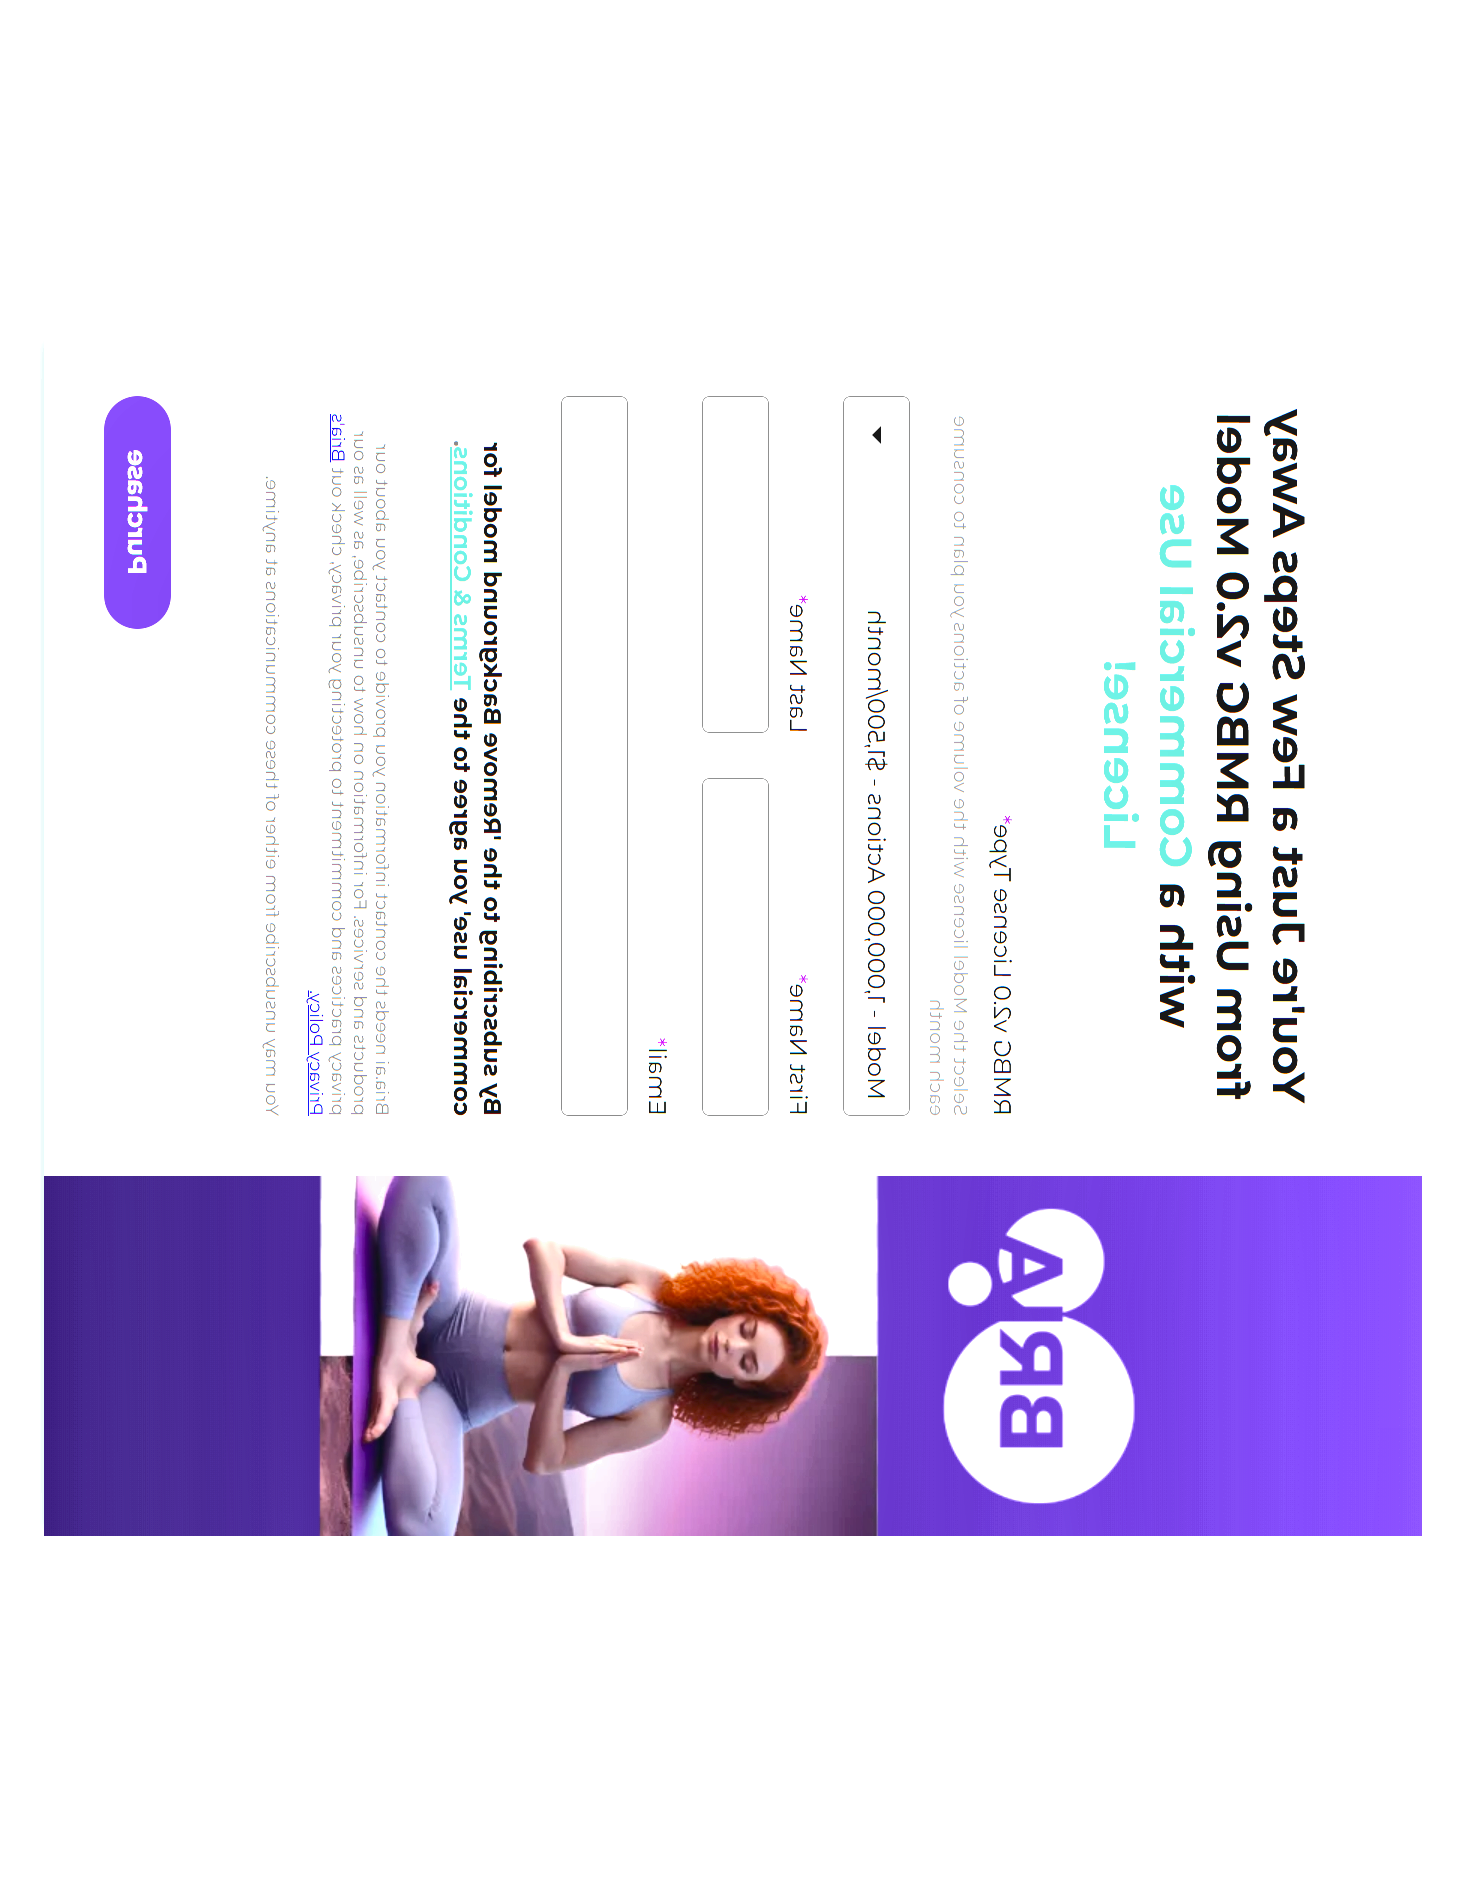 BRIA
You're Just a Few Steps Away
from Using RMBG v2.0 Model
with a Commercial Use
License!
RMBG v2.0 License Type*
Select the Model license with the volume of actions you plan to consume
each month
Model - 1,000,000 Actions - $1,500/month
First Name*
Last Name*
Email*
By subscribing to the 'Remove Background model for
commercial use', you agree to the Terms & Conditions.
Bria.ai needs the contact information you provide to contact you about our
products and services. For information on how to unsubscribe, as well as our
privacy practices and commitment to protecting your privacy, check out Bria's
Privacy Policy.
You may unsubscribe from either of these communications at anytime.
Purchase